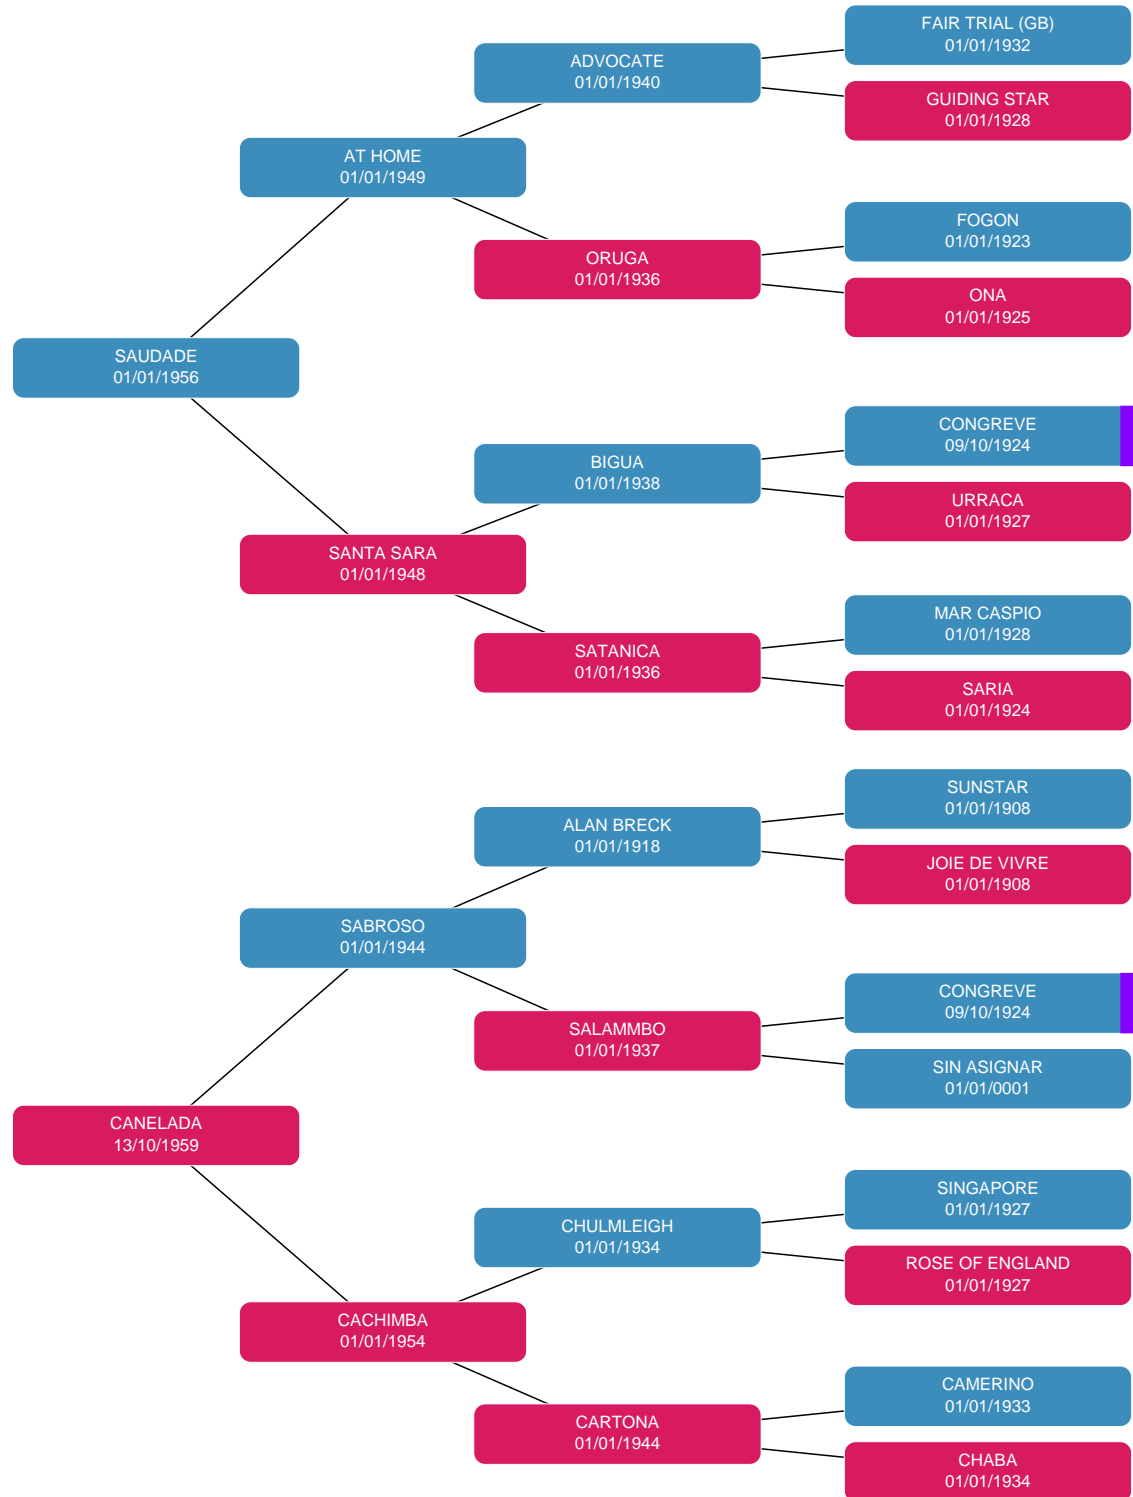 FAIR TRIAL (GB)
01/01/1932
ADVOCATE
01/01/1940
GUIDING STAR
01/01/1928
AT HOME
01/01/1949
FOGON
01/01/1923
ORUGA
01/01/1936
ONA
01/01/1925
SAUDADE
01/01/1956
CONGREVE
09/10/1924
BIGUA
01/01/1938
URRACA
01/01/1927
SANTA SARA
01/01/1948
MAR CASPIO
01/01/1928
SATANICA
01/01/1936
SARIA
01/01/1924
SUNSTAR
01/01/1908
ALAN BRECK
01/01/1918
JOIE DE VIVRE
01/01/1908
SABROSO
01/01/1944
CONGREVE
09/10/1924
SALAMMBO
01/01/1937
SIN ASIGNAR
01/01/0001
CANELADA
13/10/1959
SINGAPORE
01/01/1927
CHULMLEIGH
01/01/1934
ROSE OF ENGLAND
01/01/1927
CACHIMBA
01/01/1954
CAMERINO
01/01/1933
CARTONA
01/01/1944
CHABA
01/01/1934